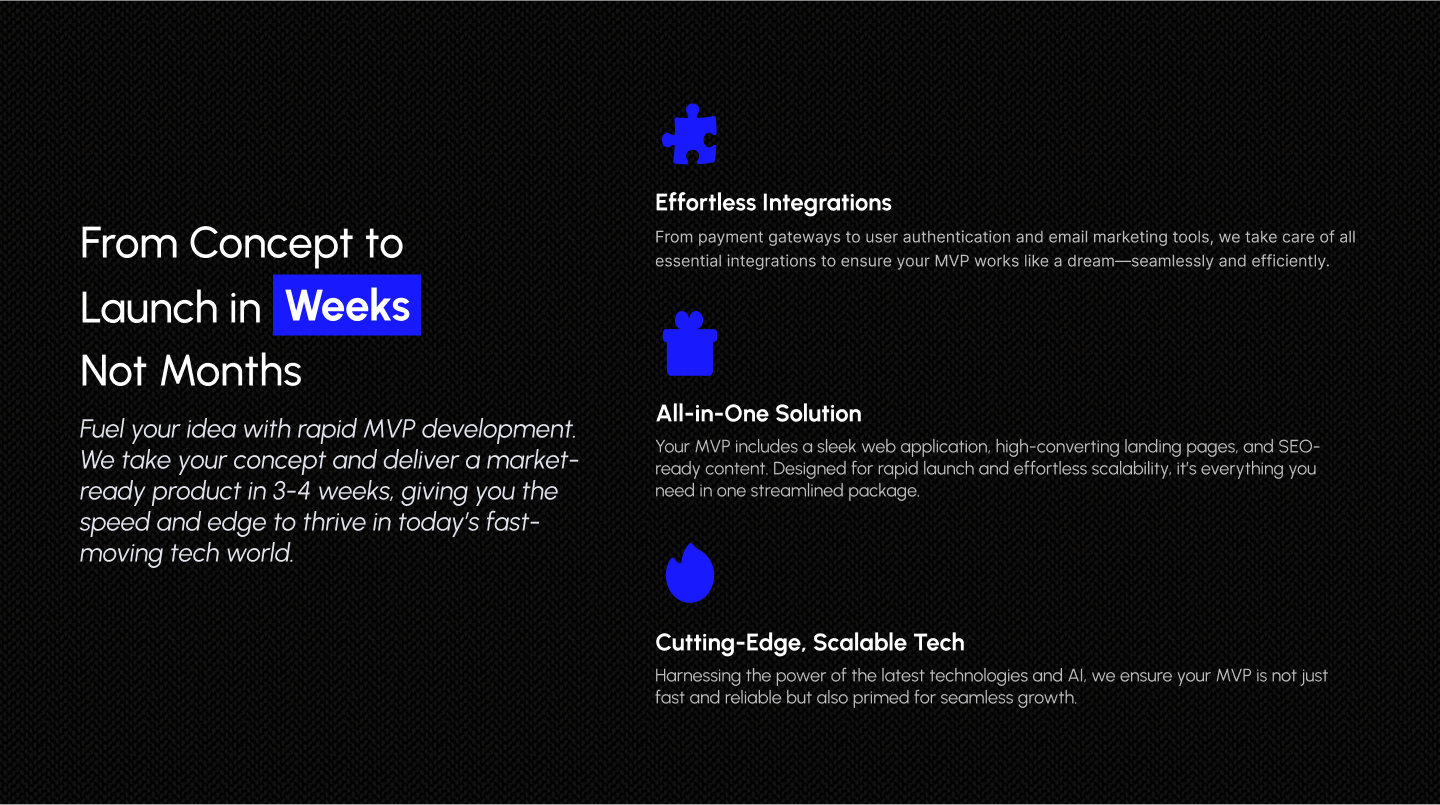 From Concept to
Launch in Weeks
Not Months
Fuel your idea with rapid MVP development.
We take your concept and deliver a market-
ready product in 3-4 weeks, giving you the
speed and edge to thrive in today's fast-
moving tech world.
Effortless Integrations
From payment gateways to user authentication and email marketing tools, we take care of all
essential integrations to ensure your MVP works like a dream—seamlessly and efficiently.
All-in-One Solution
Your MVP includes a sleek web application, high-converting landing pages, and SEO-
ready content. Designed for rapid launch and effortless scalability, it's everything you
need in one streamlined package.
Cutting-Edge, Scalable Tech
Harnessing the power of the latest technologies and AI, we ensure your MVP is not just
fast and reliable but also primed for seamless growth.